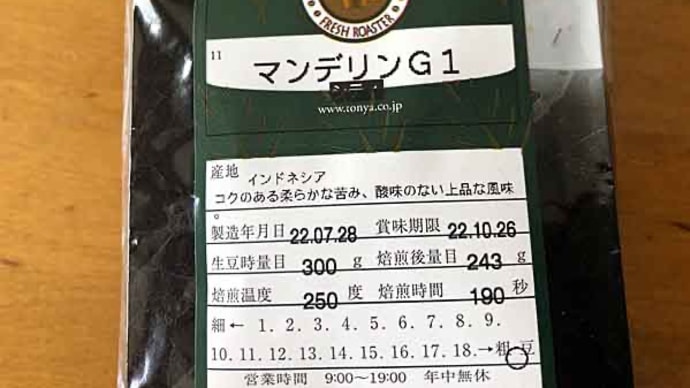 FRESH ROASTER
11
マンデリンG1
www.tonya.co.jp
産地 インドネシア
コクのある柔らかな苦み、酸味のない上品な風味
。
製造年月日 22.07.28 賞味期限 22.10.26
生豆時量目 300 g 焙煎後量目 243 g
焙煎温度 250 度 焙煎時間 190 秒
細← 1. 2. 3. 4. 5. 6. 7. 8. 9.
10. 11. 12. 13. 14. 15. 16. 17. 18. →粗 豆
営業時間 9:00~19:00 年中無休